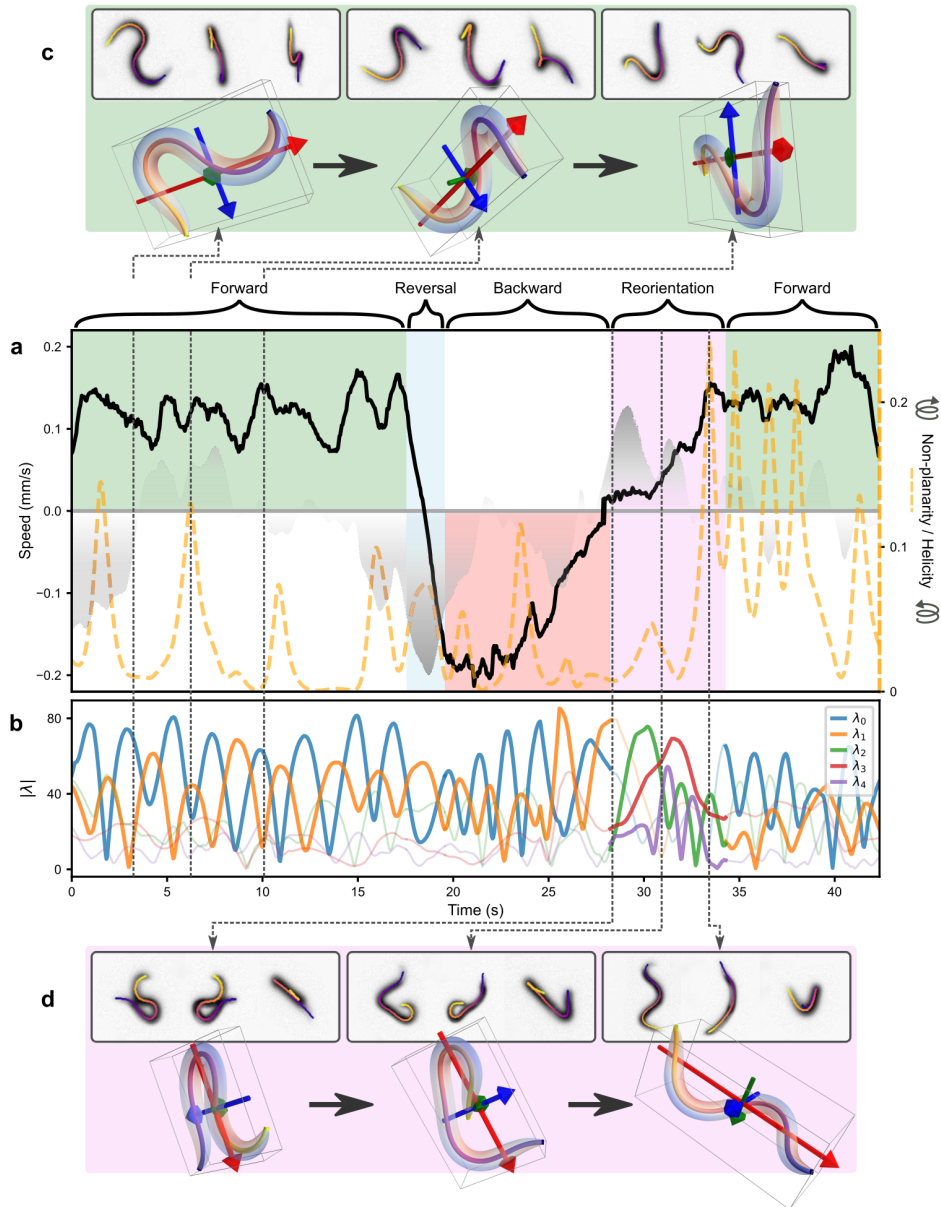 c
Forward Reversal Backward Reorientation Forward
a
0.2
0.1
0.0
−0.1
−0.2
Speed (mm/s)
0.2
0.1
0
Non-planarity / Helicity
b
80
40
0
|λ|
λ0
λ1
λ2
λ3
λ4
0 5 10 15 20 25 30 35 40
Time (s)
d